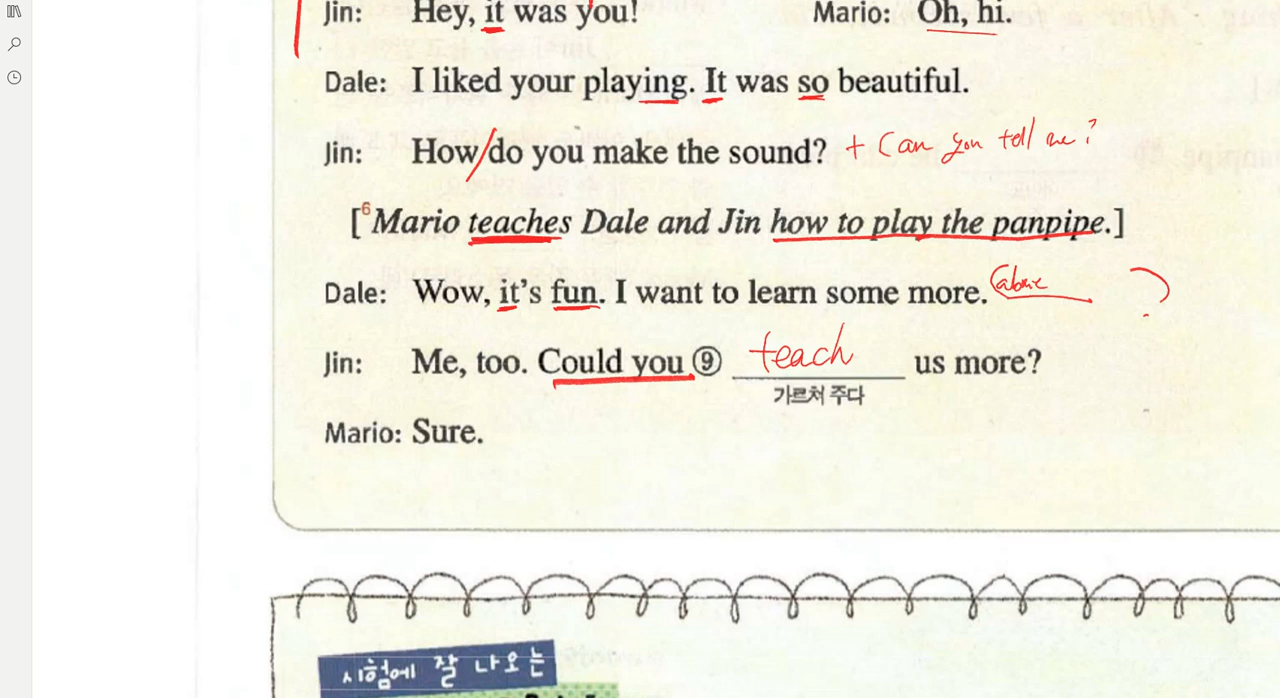 Jin: Hey, it was you! Mario: Oh, hi.
Dale: I liked your playing. It was so beautiful.
Jin: How/do you make the sound? + Can you tell me?
[⁶Mario teaches Dale and Jin how to play the panpipe.]
Dale: Wow, it's fun. I want to learn some more. ?
Jin: Me, too. Could you ⑨ teach us more?
가르쳐 주다
Mario: Sure.
시험에 잘 나오는